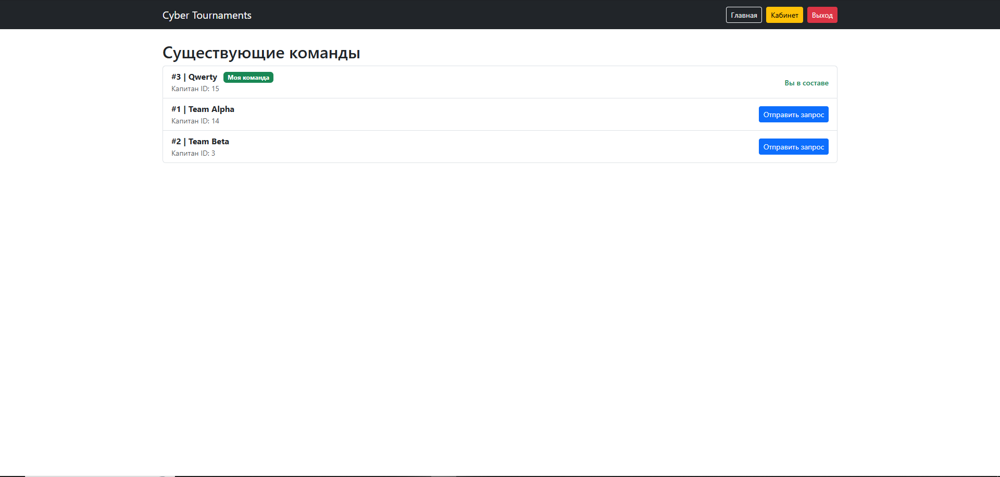 Cyber Tournaments
Главная
Кабинет
Выход
Существующие команды
#3 | Qwerty Моя команда
Капитан ID: 15
Вы в составе
#1 | Team Alpha
Капитан ID: 14
Отправить запрос
#2 | Team Beta
Капитан ID: 3
Отправить запрос